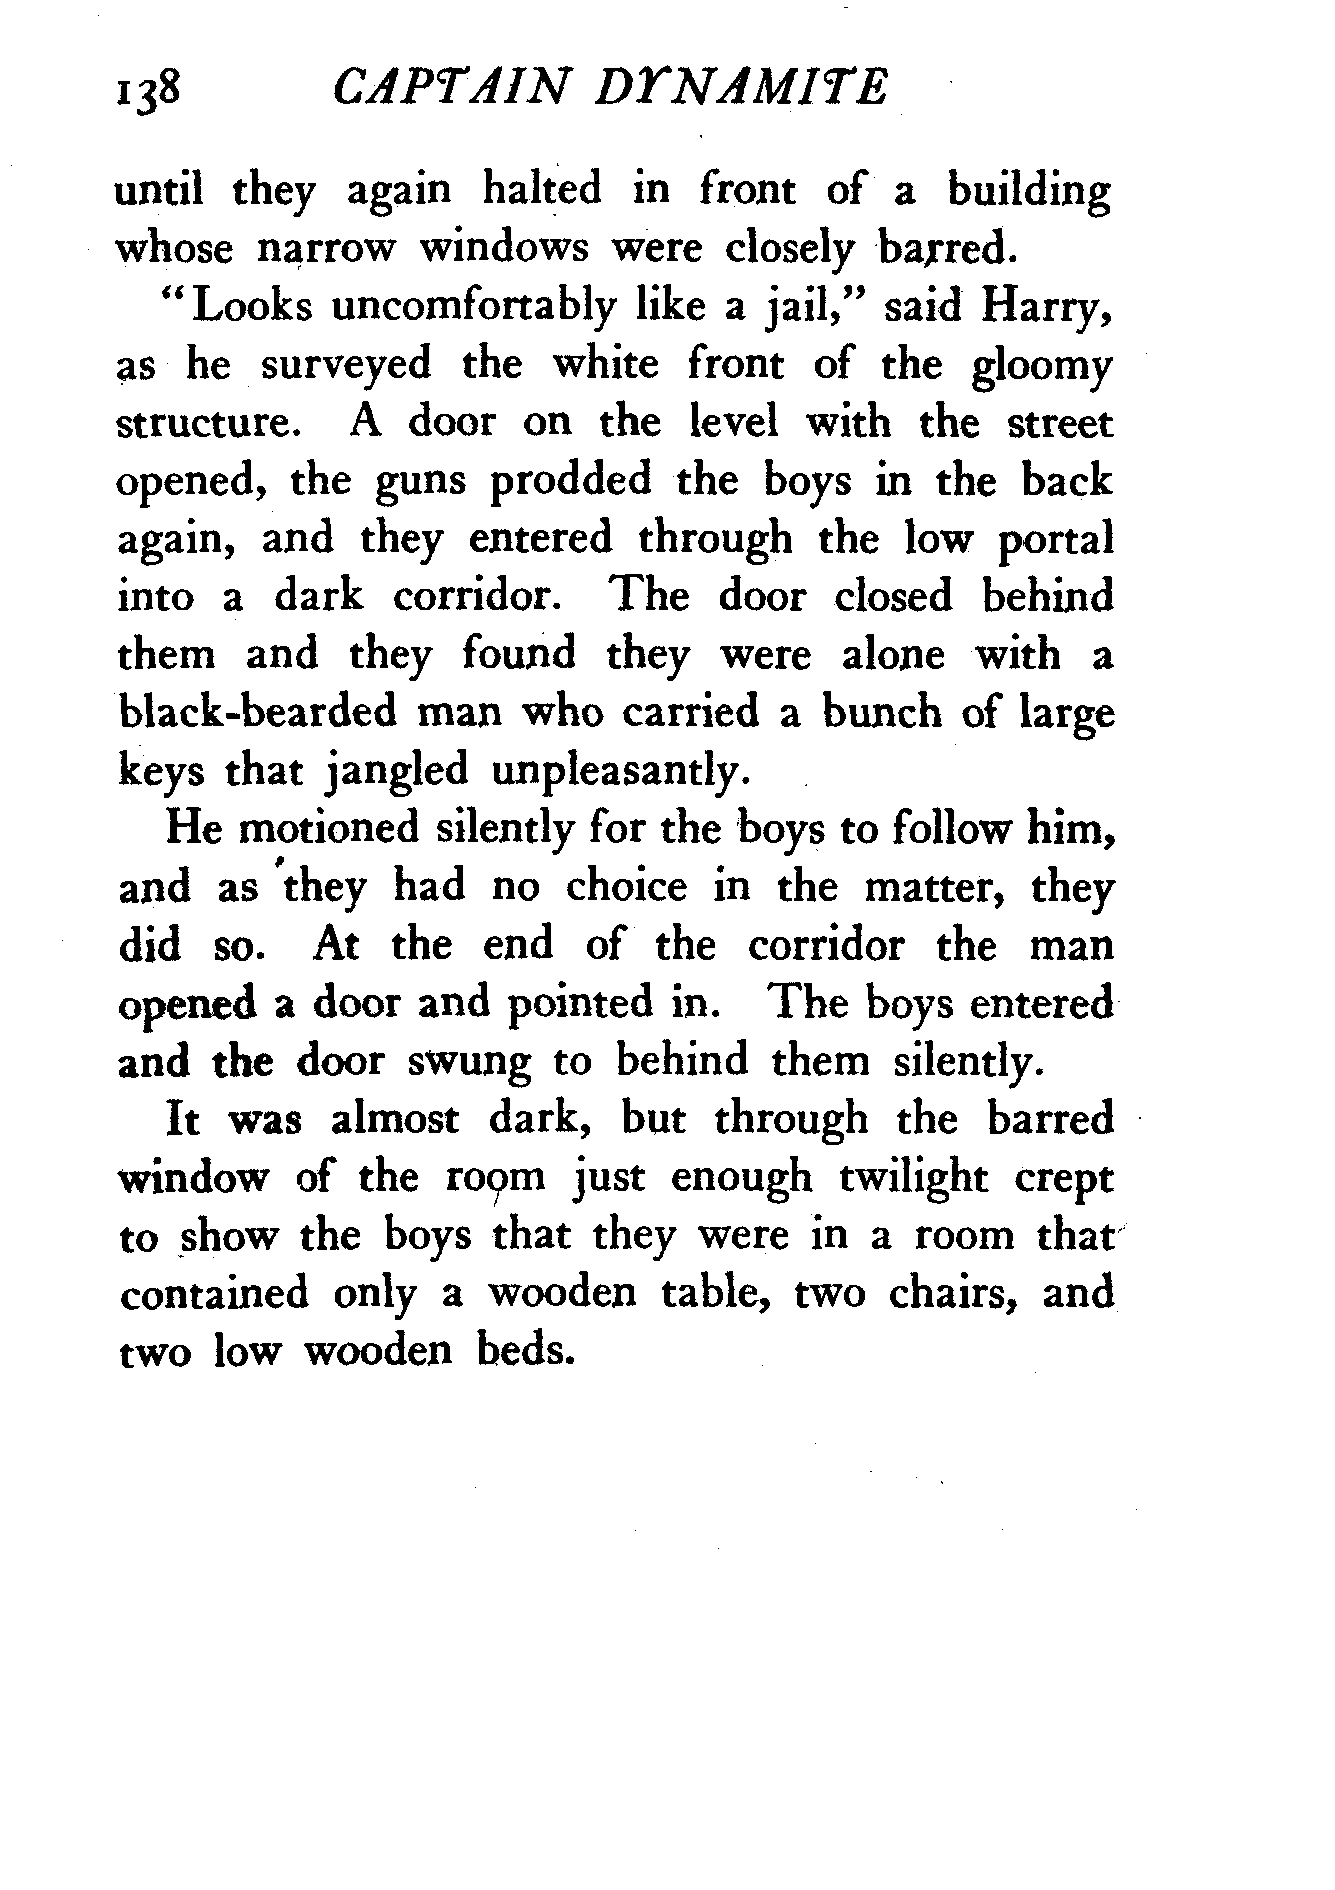 138 CAPTAIN DYNAMITE
until they again halted in front of a building
whose narrow windows were closely barred.
"Looks uncomfortably like a jail," said Harry,
as he surveyed the white front of the gloomy
structure. A door on the level with the street
opened, the guns prodded the boys in the back
again, and they entered through the low portal
into a dark corridor. The door closed behind
them and they found they were alone with a
black-bearded man who carried a bunch of large
keys that jangled unpleasantly.
He motioned silently for the boys to follow him,
and as they had no choice in the matter, they
did so. At the end of the corridor the man
opened a door and pointed in. The boys entered
and the door swung to behind them silently.
It was almost dark, but through the barred
window of the room just enough twilight crept
to show the boys that they were in a room that
contained only a wooden table, two chairs, and
two low wooden beds.